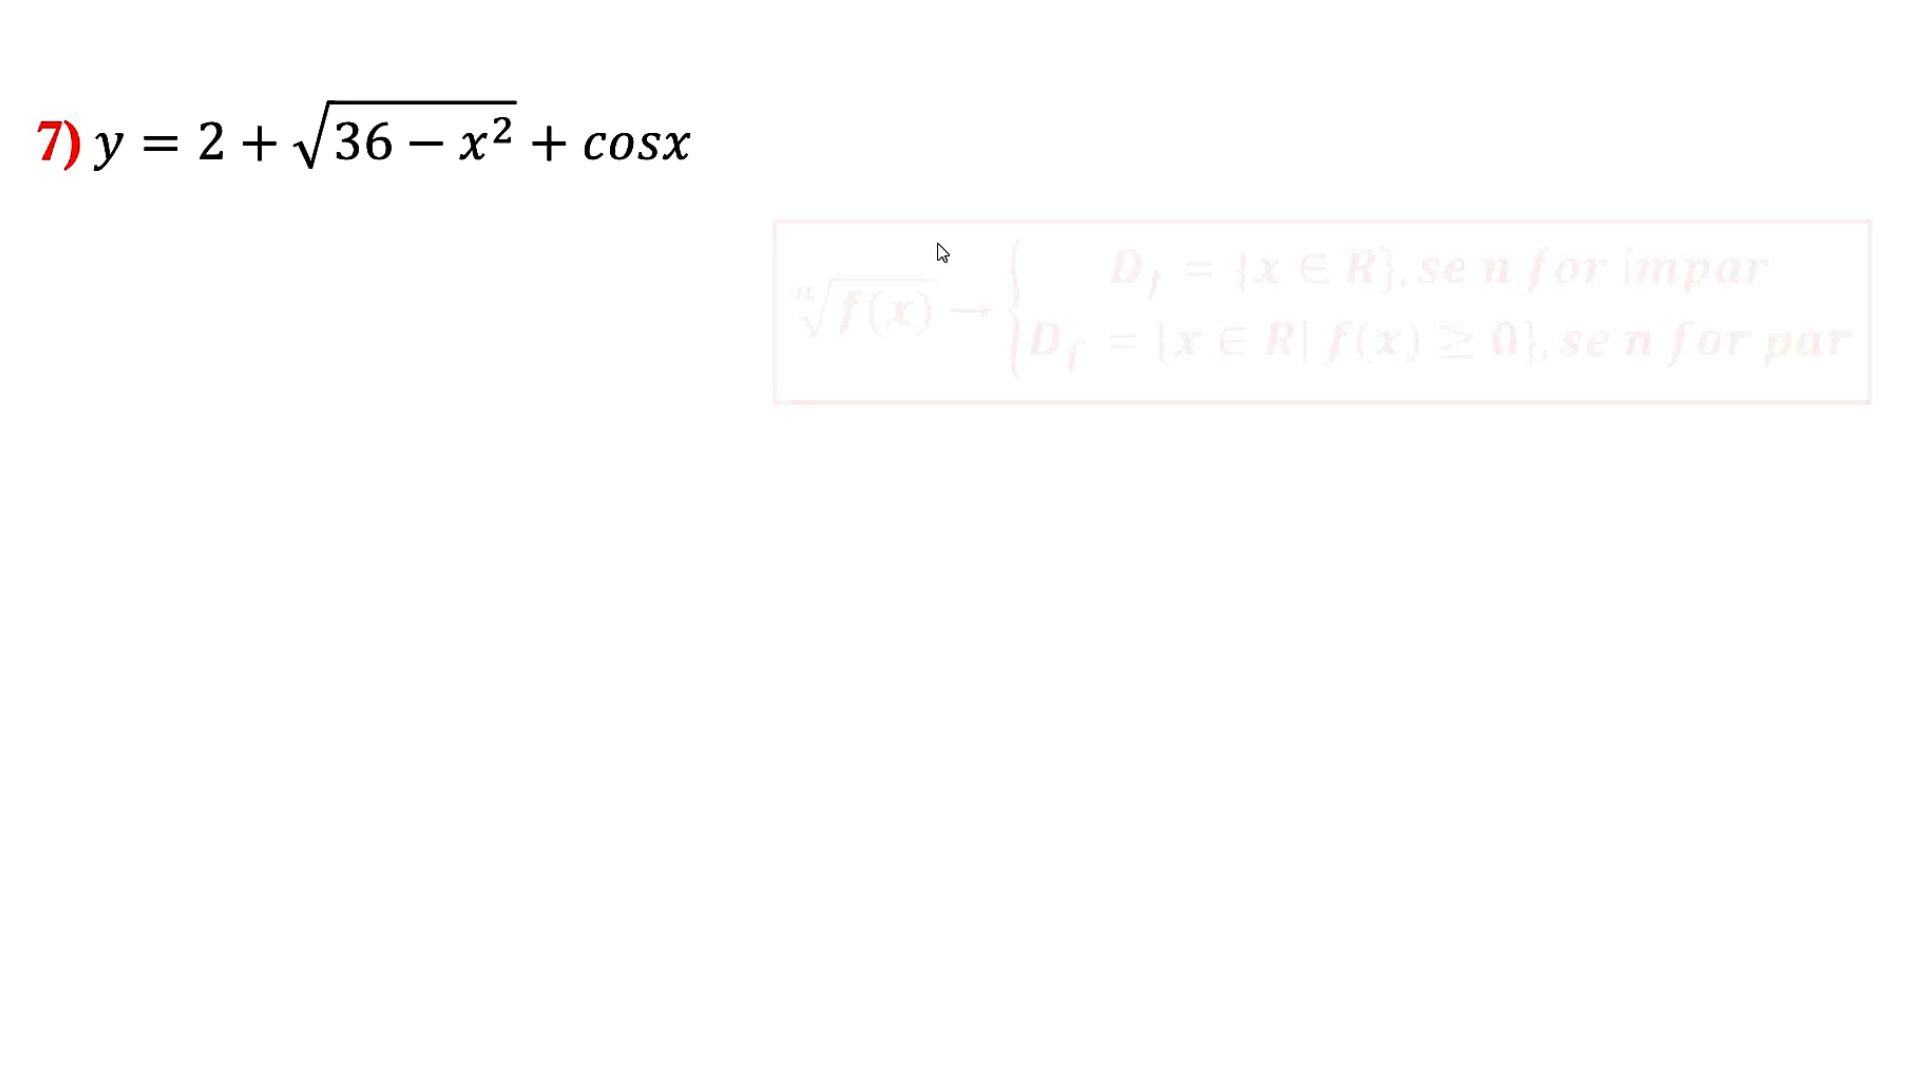 7) y = 2 + √(36 − x²) + cosx
ⁿ√f(x) → { D_f = {x ∈ R}, se n for impar
D_f = {x ∈ R| f(x) ≥ 0}, se n for par